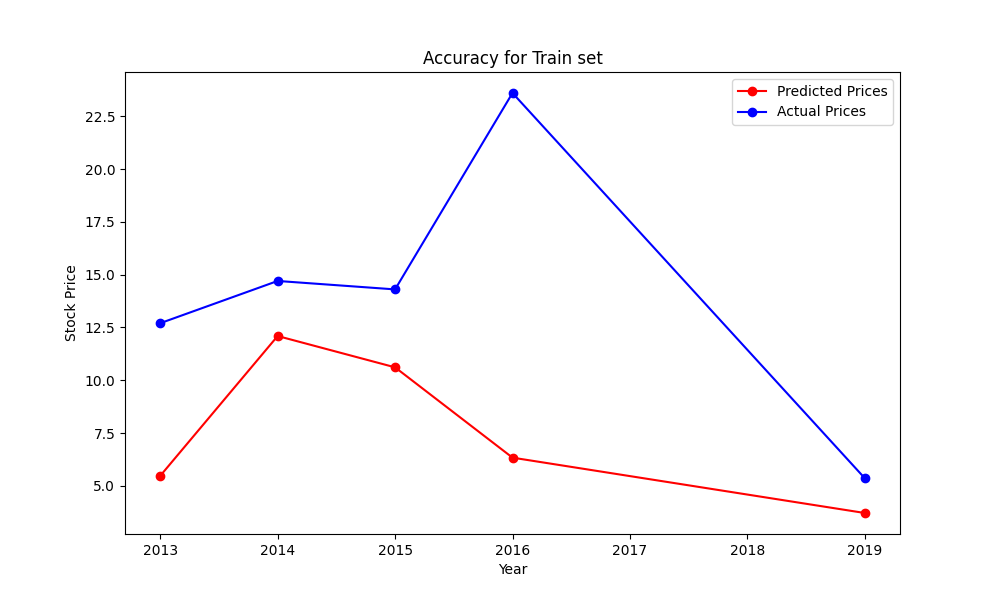 Accuracy for Train set
Predicted Prices
Actual Prices
22.5
20.0
17.5
15.0
12.5
10.0
7.5
5.0
Stock Price
2013 2014 2015 2016 2017 2018 2019
Year